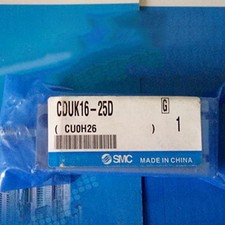 CDUK16-25D
G
( CU0H26 )
1
SMC
MADE IN CHINA